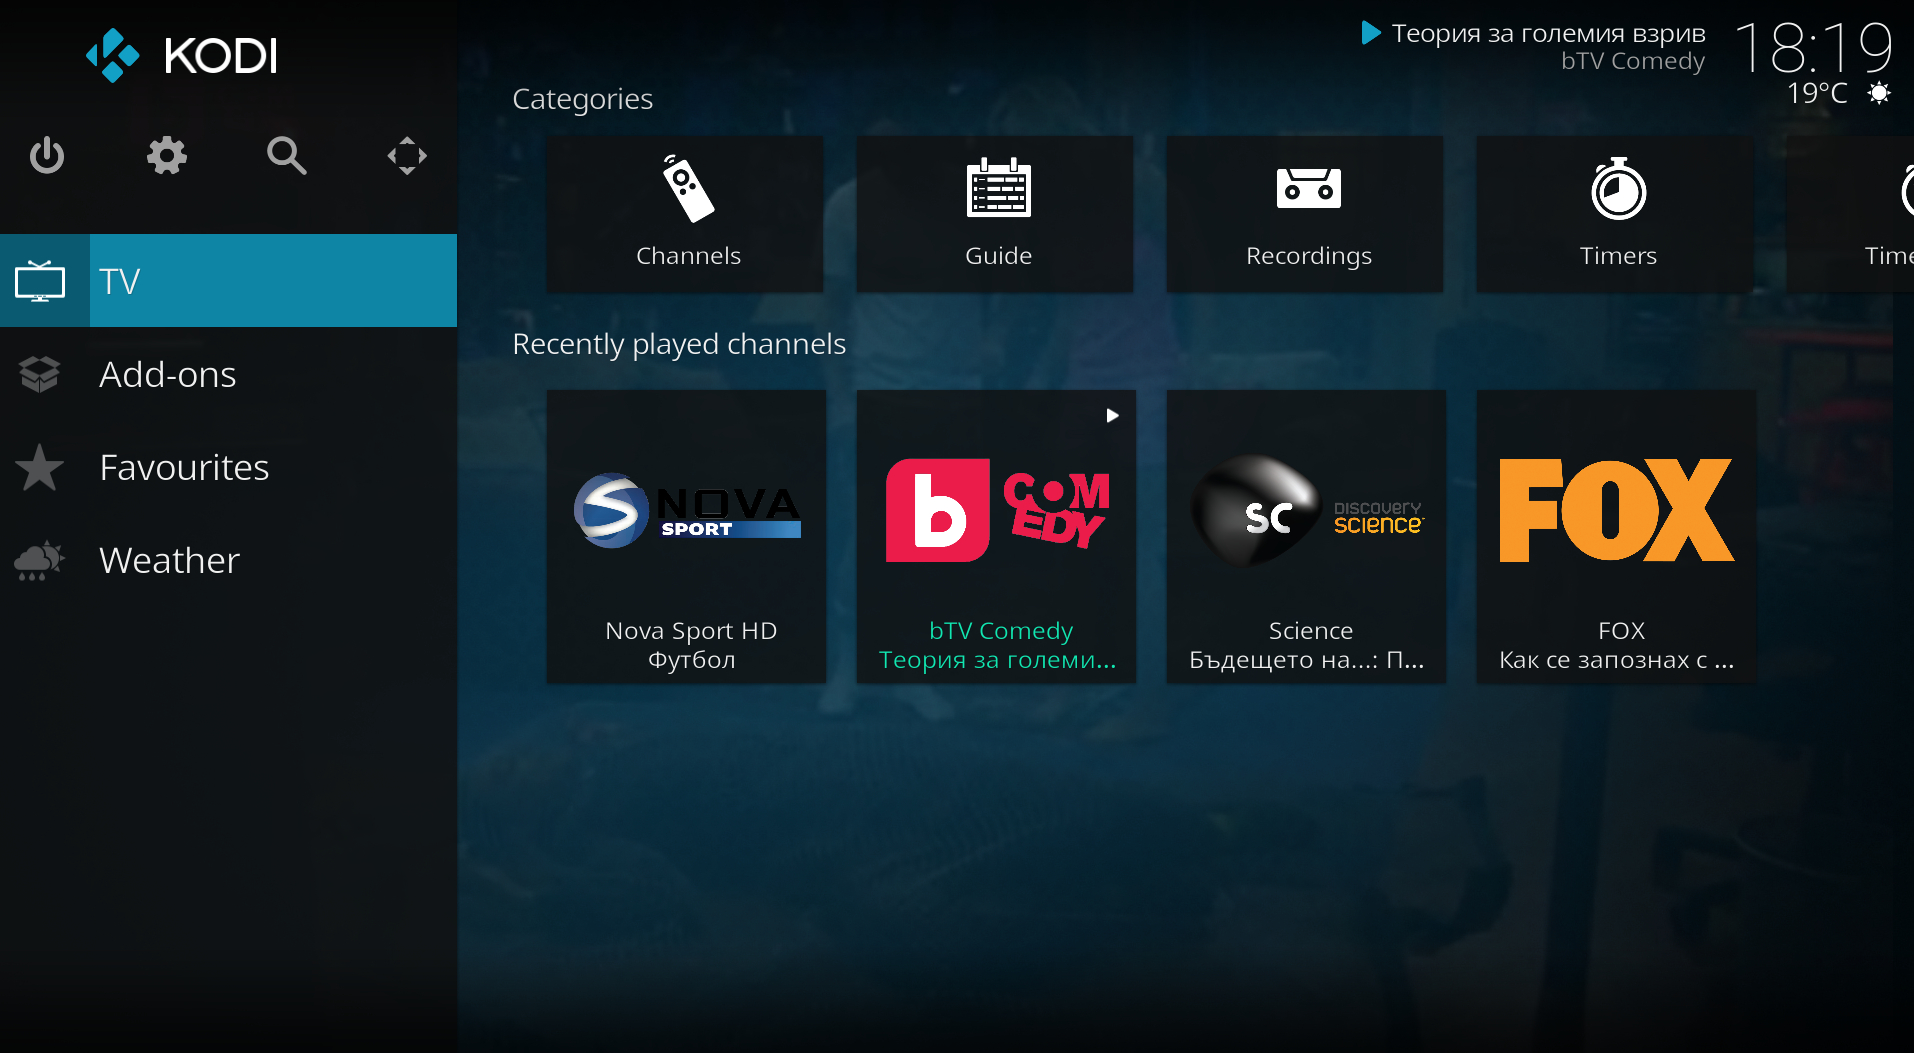 KODI
Теория за големия взрив
bTV Comedy
18:19
19°C
Categories
Channels
Guide
Recordings
Timers
Time
TV
Add-ons
Favourites
Weather
Recently played channels
NOVA
SPORT
Nova Sport HD
Футбол
b COMEDY
bTV Comedy
Теория за големи...
SC DISCOVERY
SCIENCE
Science
Бъдещето на...: П...
FOX
FOX
Как се запознах с ...